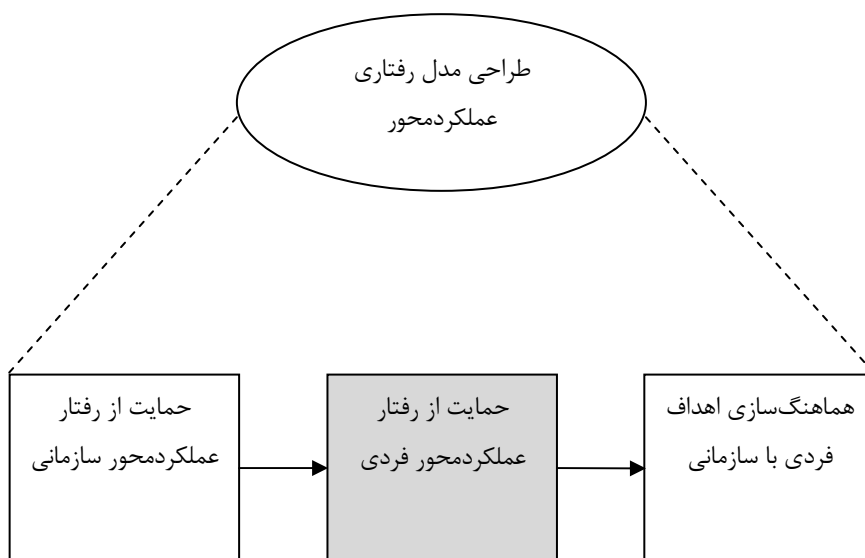 طراحی مدل رفتاری
عملکردمحور
حمایت از رفتار
عملکردمحور سازمانی
حمایت از رفتار
عملکردمحور فردی
هماهنگ‌سازی اهداف
فردی با سازمانی